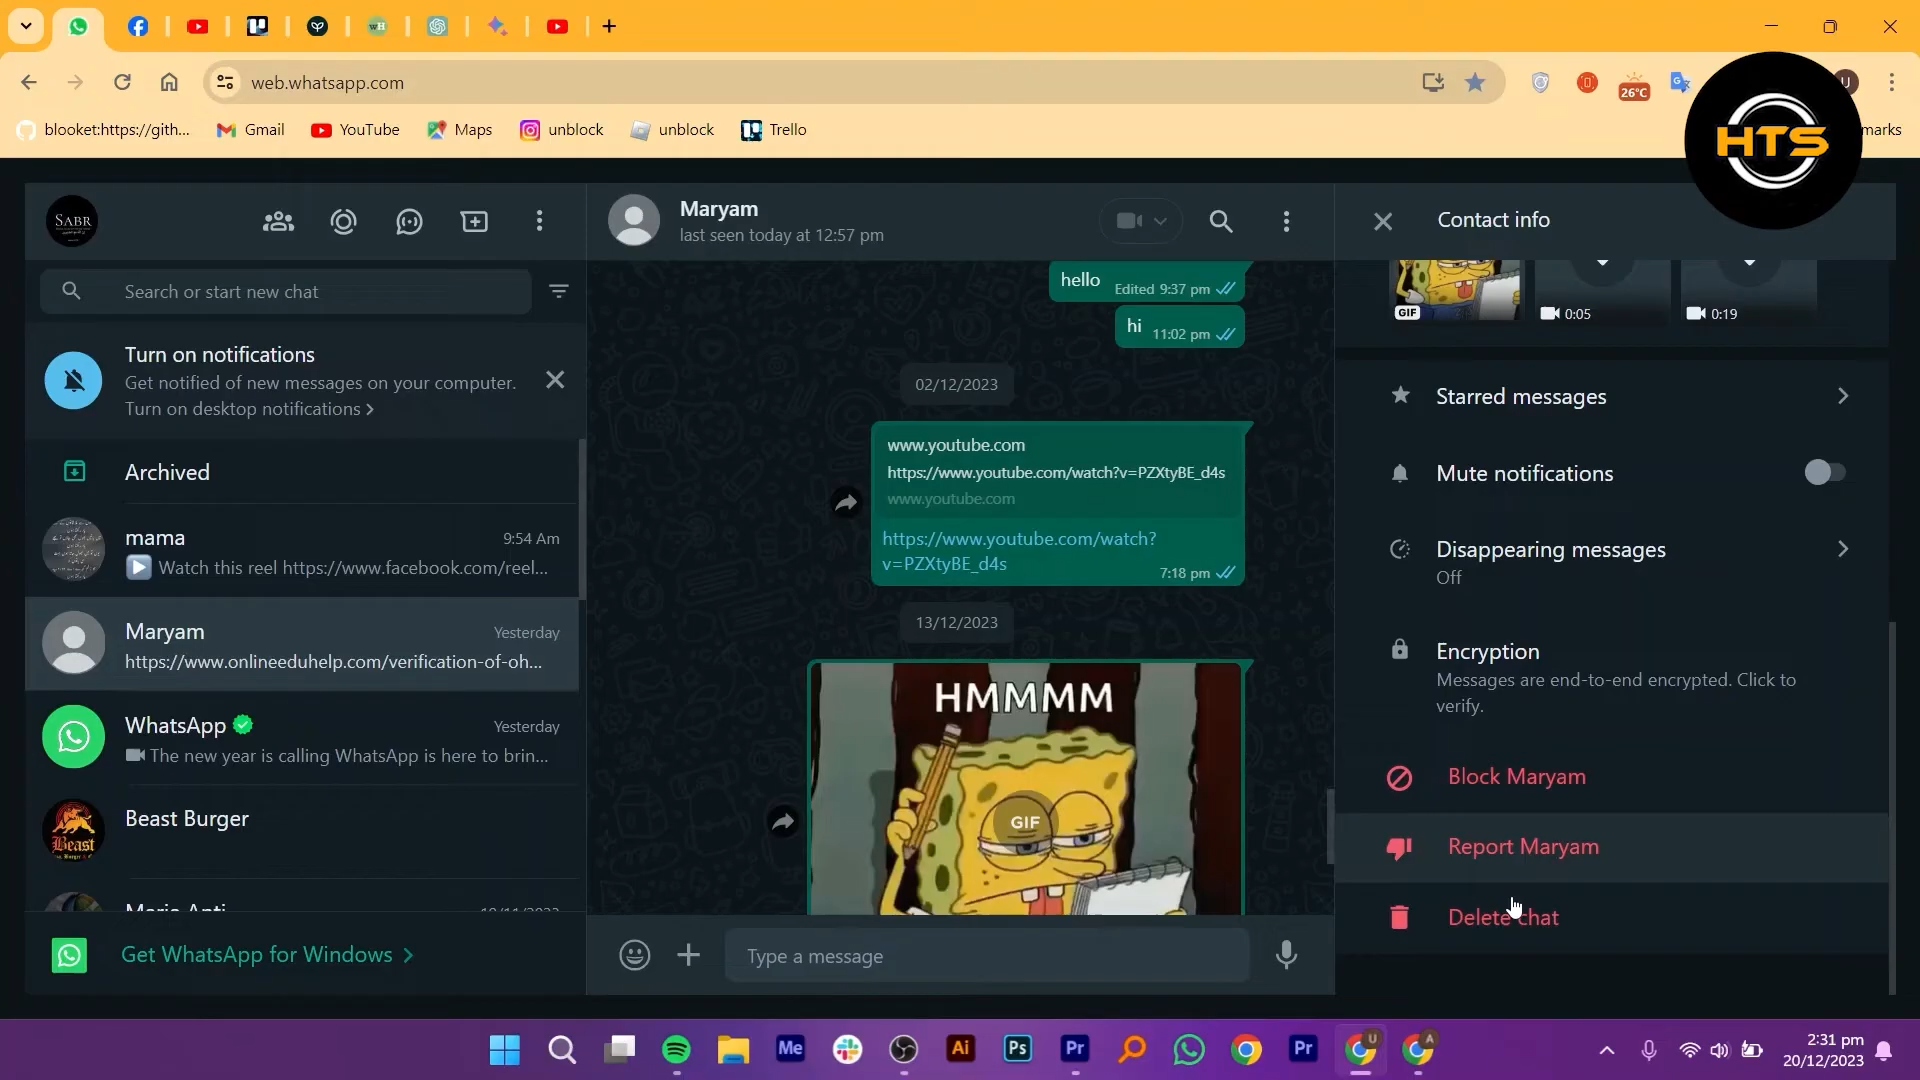 web.whatsapp.com
26°C
U
blooket:https://gith...
Gmail
YouTube
Maps
unblock
unblock
Trello
marks
HTS
SABR
Search or start new chat
Turn on notifications
Get notified of new messages on your computer.
Turn on desktop notifications
Archived
mama
9:54 Am
Watch this reel https://www.facebook.com/reel...
Maryam
Yesterday
https://www.onlineeduhelp.com/verification-of-oh...
WhatsApp
Yesterday
The new year is calling WhatsApp is here to brin...
Beast
Beast Burger
Get WhatsApp for Windows
Maryam
last seen today at 12:57 pm
hello
Edited 9:37 pm
hi
11:02 pm
02/12/2023
www.youtube.com
https://www.youtube.com/watch?v=PZXtyBE_d4s
www.youtube.com
https://www.youtube.com/watch?
v=PZXtyBE_d4s
7:18 pm
13/12/2023
HMMMM
GIF
Type a message
Contact info
GIF
0:05
0:19
Starred messages
Mute notifications
Disappearing messages
Off
Encryption
Messages are end-to-end encrypted. Click to
verify.
Block Maryam
Report Maryam
Delete chat
Me
Ai
Ps
Pr
Pr
U
A
2:31 pm
20/12/2023